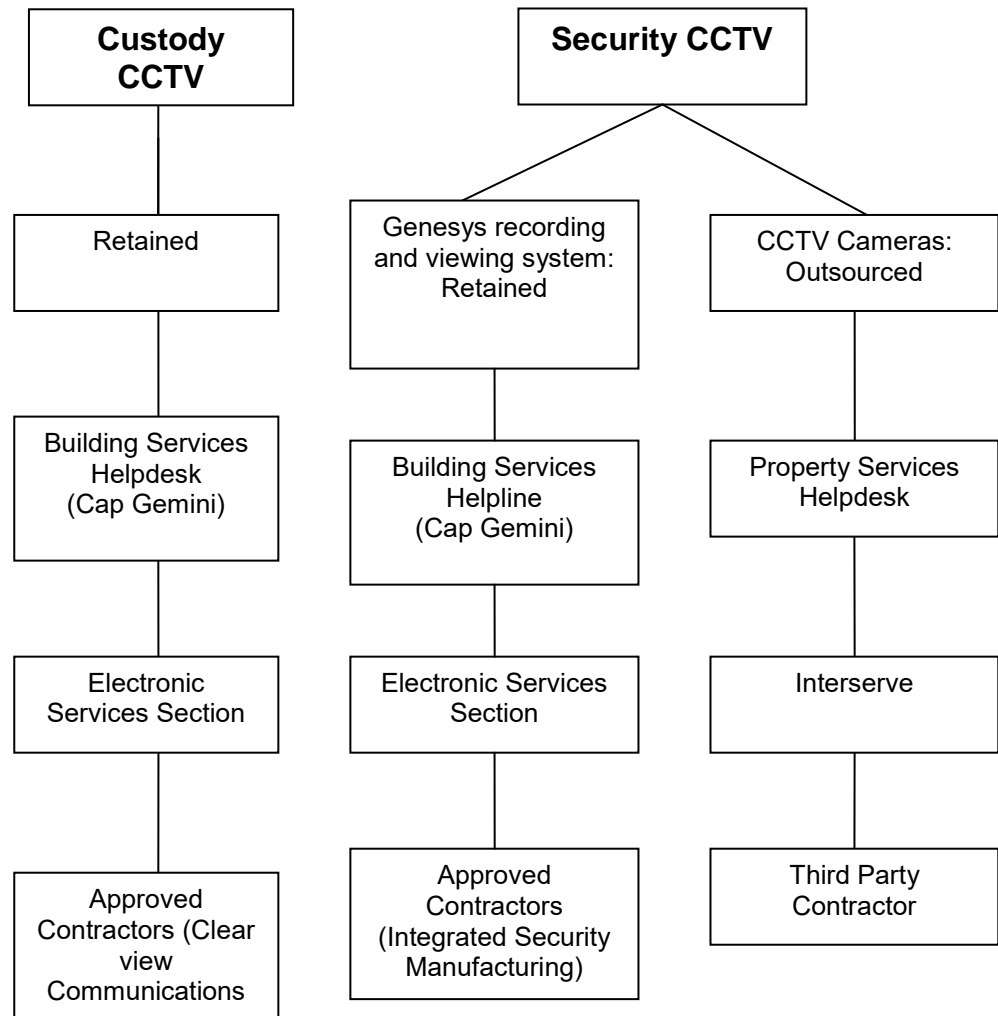 Custody
CCTV
Security CCTV
Retained
Genesys recording
and viewing system:
Retained
CCTV Cameras:
Outsourced
Building Services
Helpdesk
(Cap Gemini)
Building Services
Helpline
(Cap Gemini)
Property Services
Helpdesk
Electronic
Services Section
Electronic Services
Section
Interserve
Approved
Contractors (Clear
view
Communications
Approved
Contractors
(Integrated Security
Manufacturing)
Third Party
Contractor